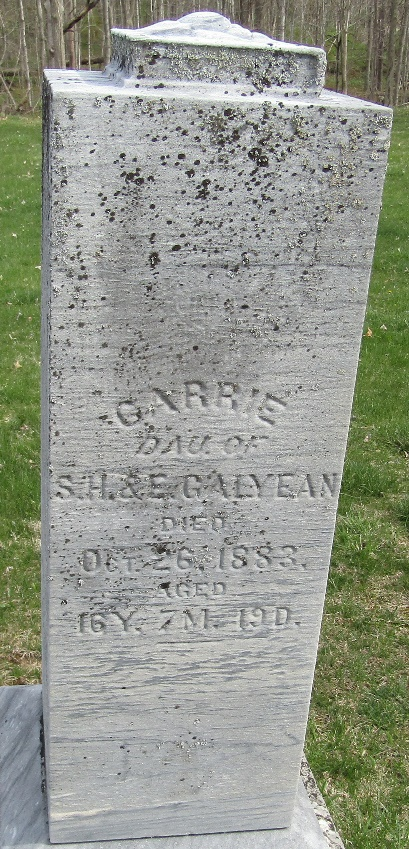 CARRIE
DAU. OF
S.H. & E. GALYEAN
DIED
OCT. 26, 1883.
AGED
16Y. 7M. 19D.